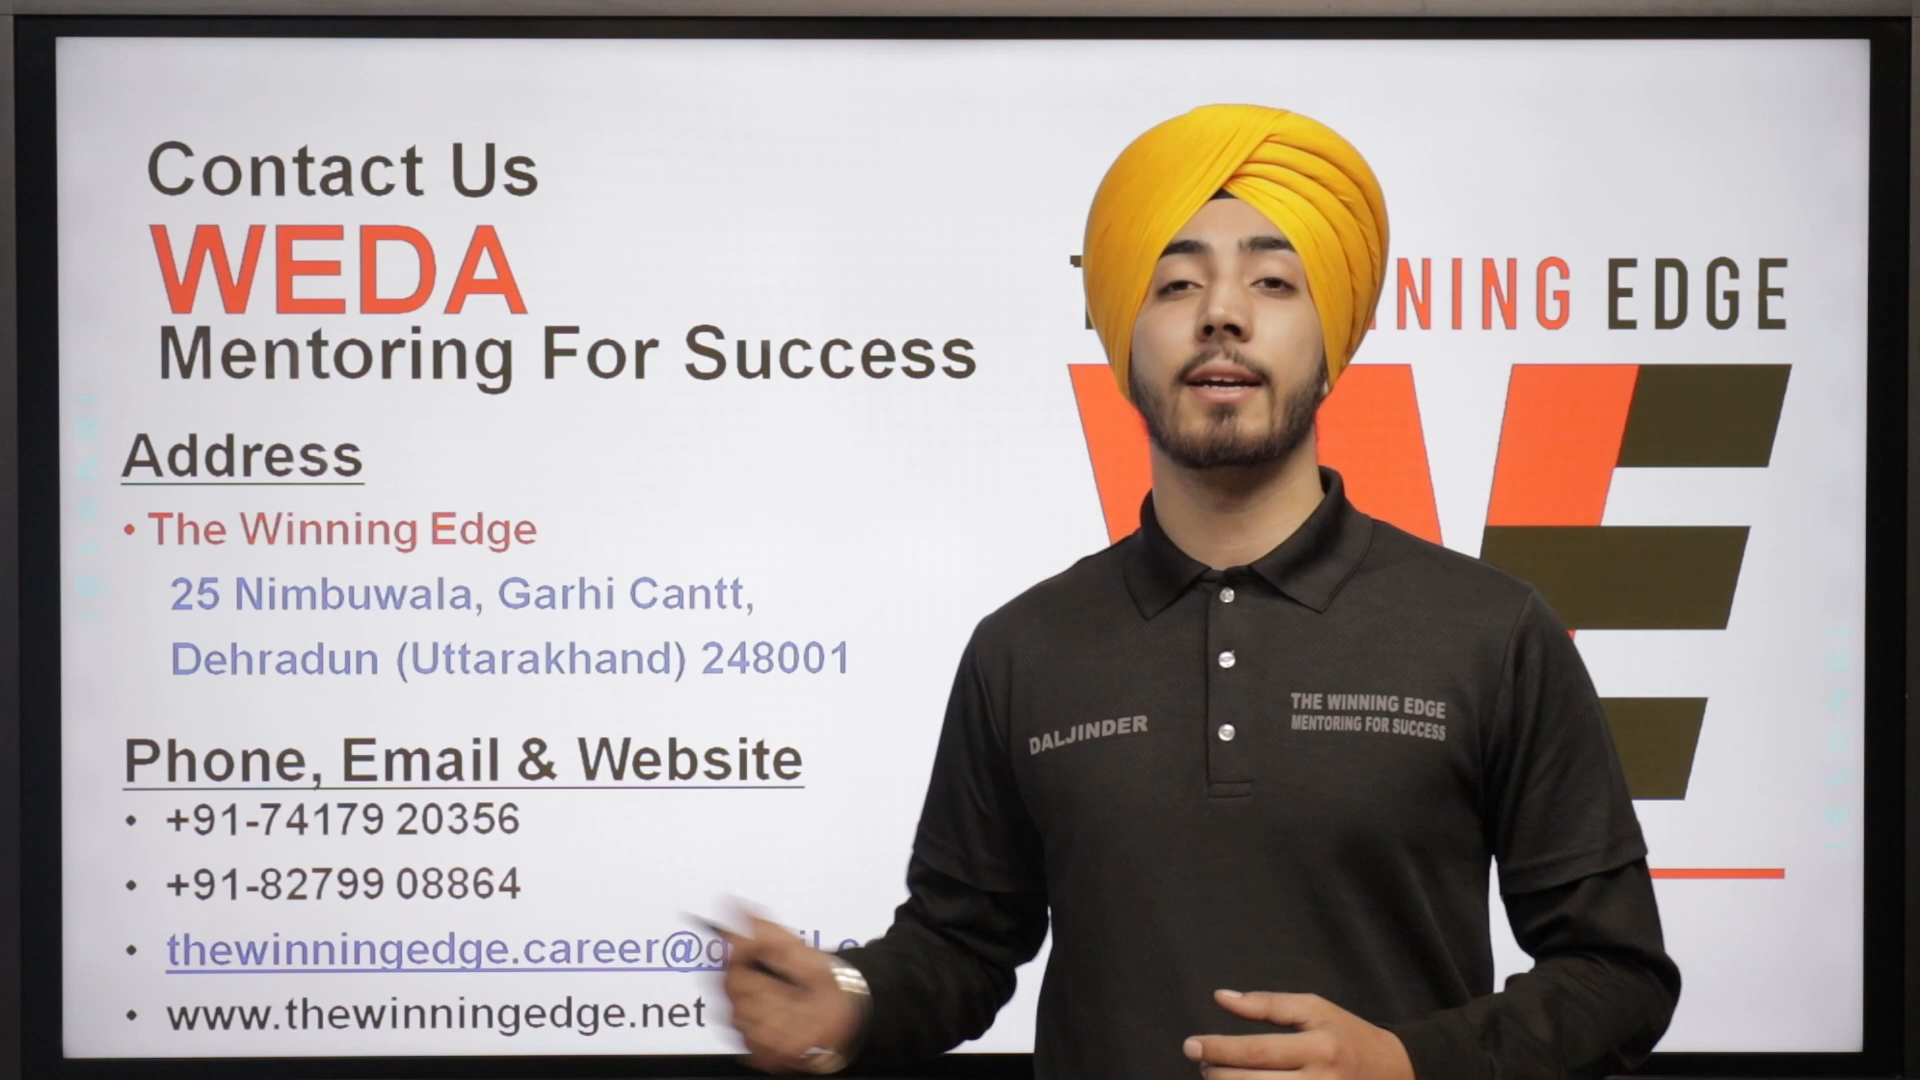 Contact Us
WEDA
Mentoring For Success
Address
• The Winning Edge
25 Nimbuwala, Garhi Cantt,
Dehradun (Uttarakhand) 248001
Phone, Email & Website
• +91-74179 20356
• +91-82799 08864
• thewinningedge.career@g
• www.thewinningedge.net
NING EDGE
WE
DALJINDER
THE WINNING EDGE
MENTORING FOR SUCCESS